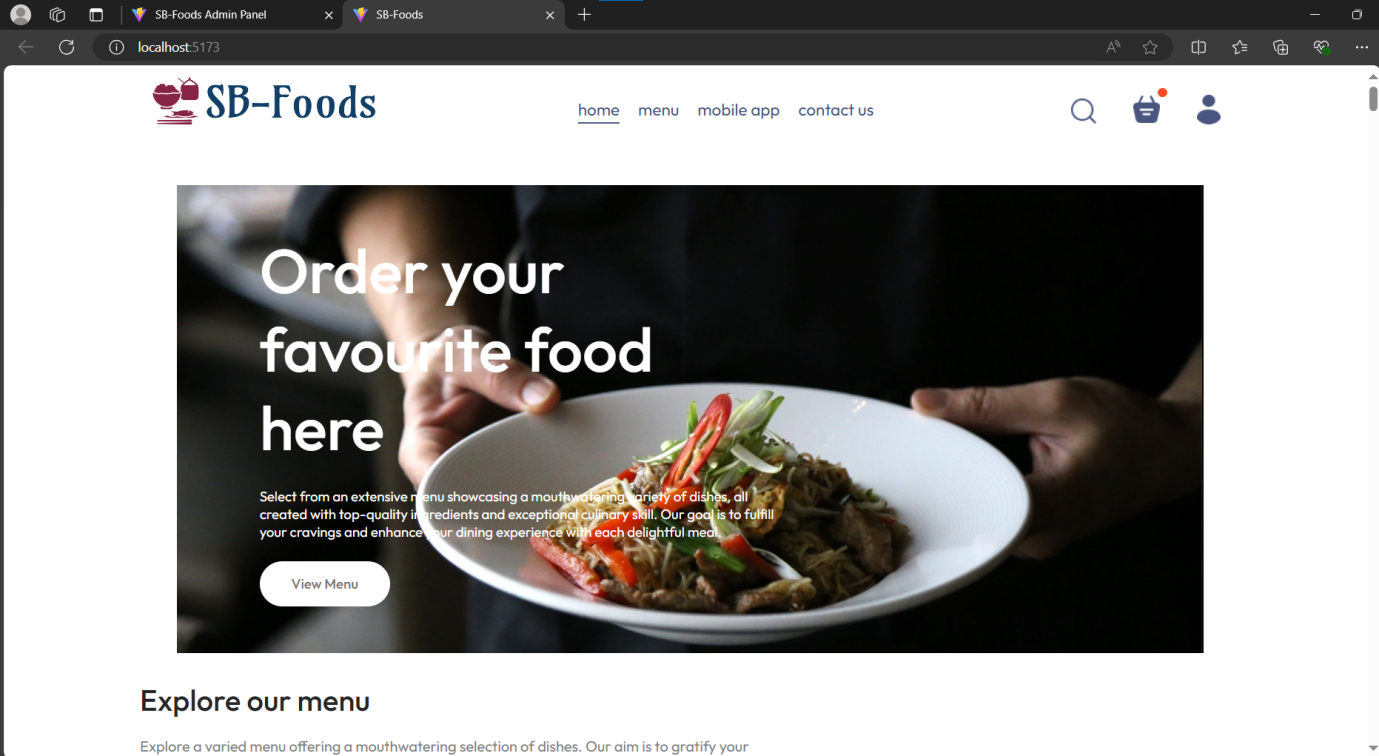 SB-Foods Admin Panel
SB-Foods
localhost:5173
SB-Foods
home menu mobile app contact us
Order your
favourite food
here
Select from an extensive menu showcasing a mouthwatering variety of dishes, all
created with top-quality ingredients and exceptional culinary skill. Our goal is to fulfill
your cravings and enhance your dining experience with each delightful meal.
View Menu
Explore our menu
Explore a varied menu offering a mouthwatering selection of dishes. Our aim is to gratify your